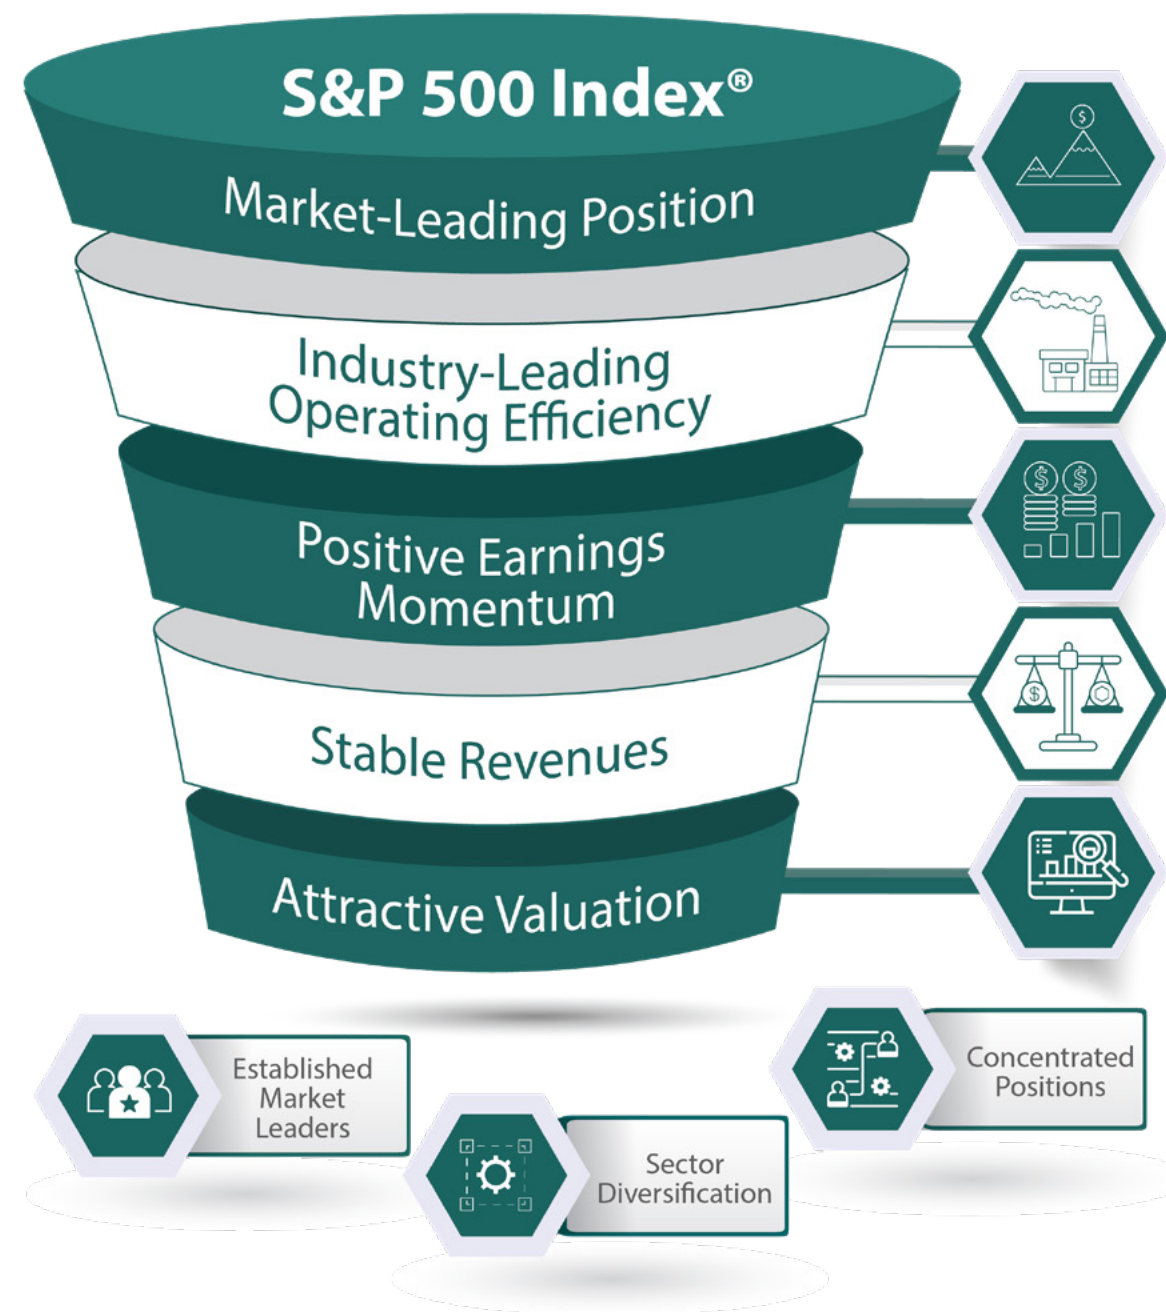 S&P 500 Index®
Market-Leading Position
Industry-Leading
Operating Efficiency
Positive Earnings
Momentum
Stable Revenues
Attractive Valuation
Established
Market
Leaders
Sector
Diversification
Concentrated
Positions